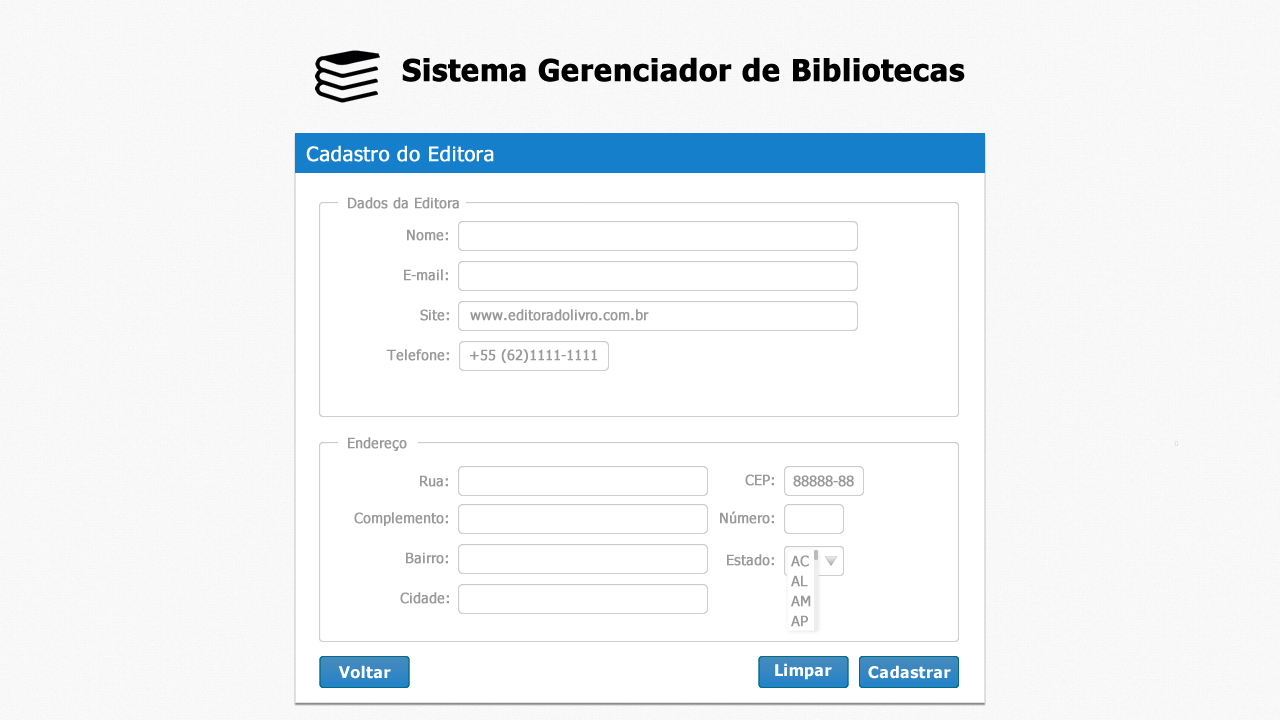 Sistema Gerenciador de Bibliotecas
Cadastro do Editora
Dados da Editora
Nome:
E-mail:
Site: www.editoradolivro.com.br
Telefone: +55 (62)1111-1111
Endereço
Rua: CEP: 88888-88
Complemento: Número:
Bairro: Estado: AC
AL
Cidade: AM
AP
Voltar Limpar Cadastrar